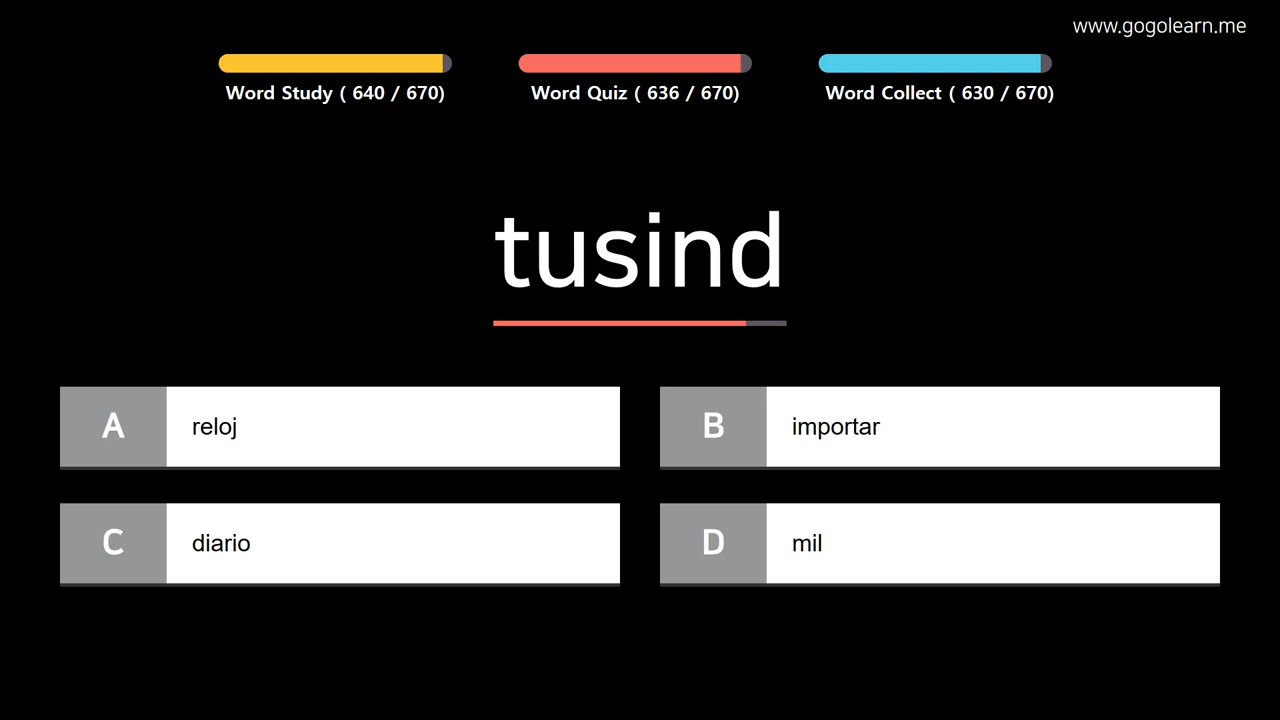 www.gogolearn.me
Word Study ( 640 / 670)
Word Quiz ( 636 / 670)
Word Collect ( 630 / 670)
tusind
A reloj
B importar
C diario
D mil